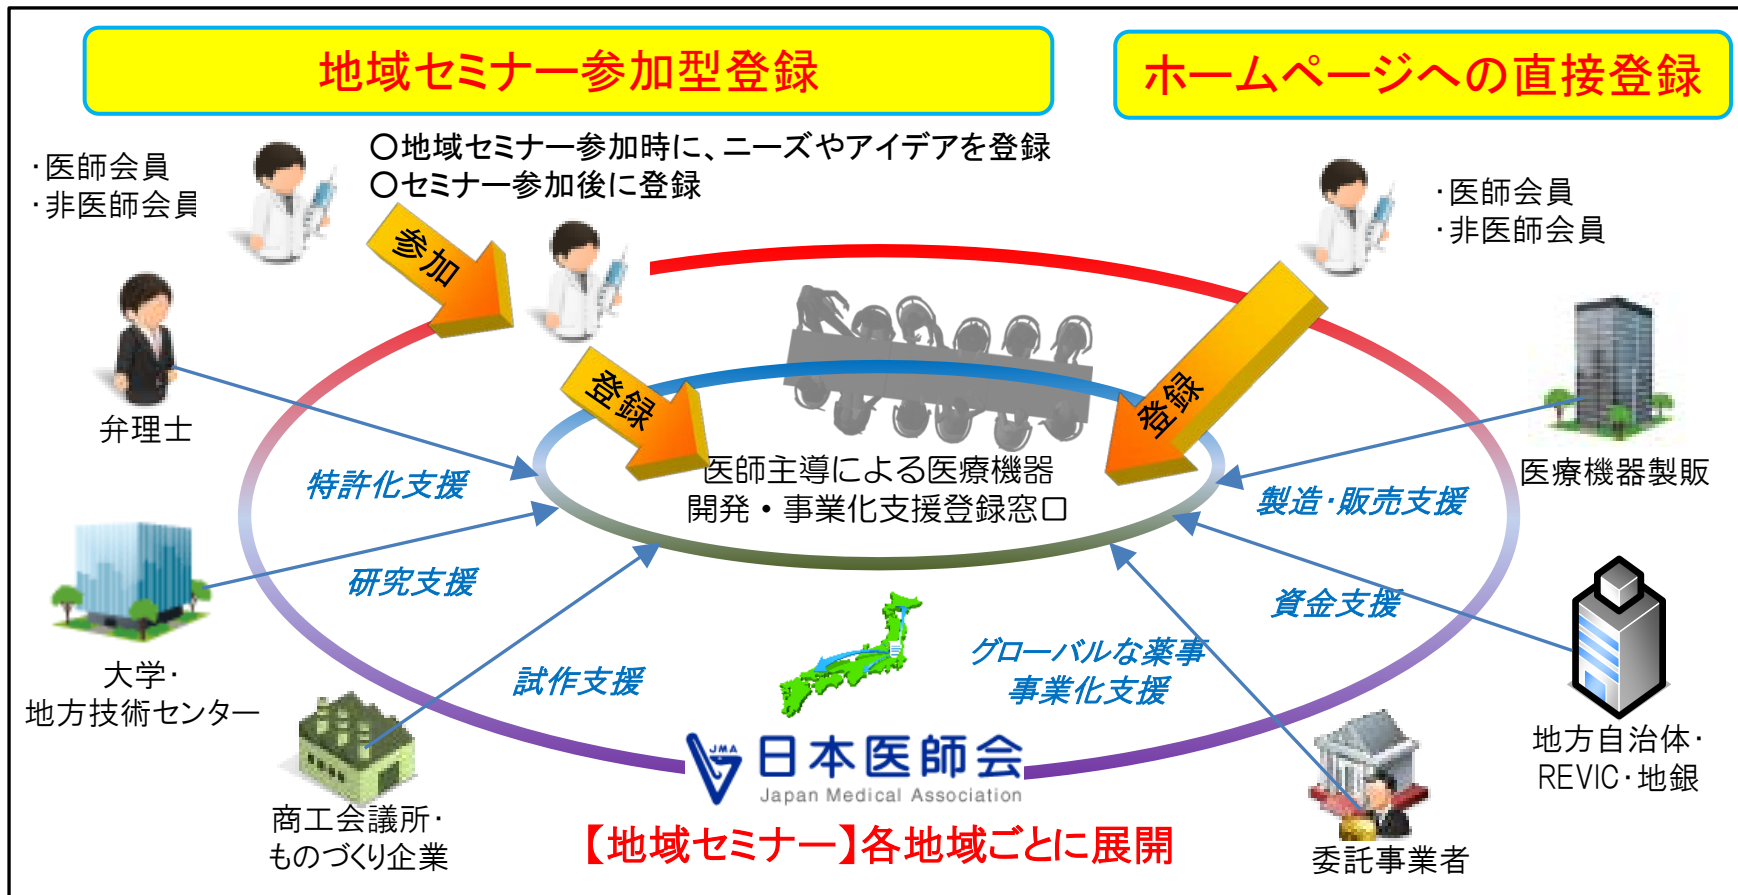 地域セミナー参加型登録
ホームページへの直接登録
○地域セミナー参加時に、ニーズやアイデアを登録
○セミナー参加後に登録
・医師会員
・非医師会員
・医師会員
・非医師会員
参加
登録
登録
弁理士
医師主導による医療機器
開発・事業化支援登録窓口
医療機器製販
特許化支援
製造・販売支援
研究支援
資金支援
試作支援
グローバルな薬事
事業化支援
大学・
地方技術センター
地方自治体・
REVIC・地銀
JMA
日本医師会
Japan Medical Association
商工会議所・
ものづくり企業
【地域セミナー】各地域ごとに展開
委託事業者